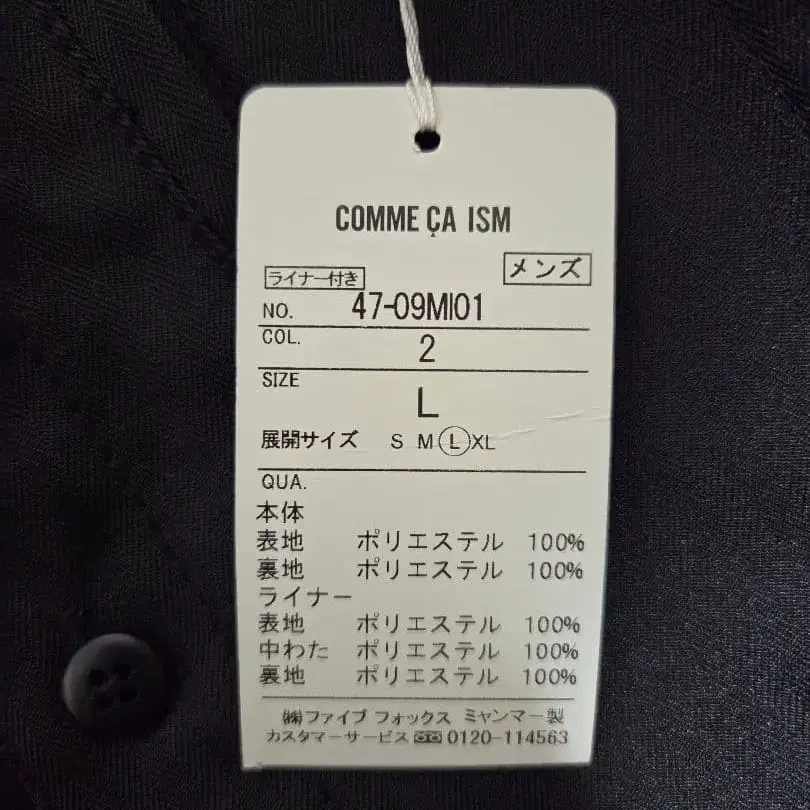 COMME ÇA ISM
メンズ
ライナー付き
NO. 47-09MI01
COL. 2
SIZE L
展開サイズ S M L XL
QUA.
本体
表地 ポリエステル 100%
裏地 ポリエステル 100%
ライナー
表地 ポリエステル 100%
中わた ポリエステル 100%
裏地 ポリエステル 100%
㈱ファイブ フォックス ミャンマー製
カスタマーサービス 0120-114563